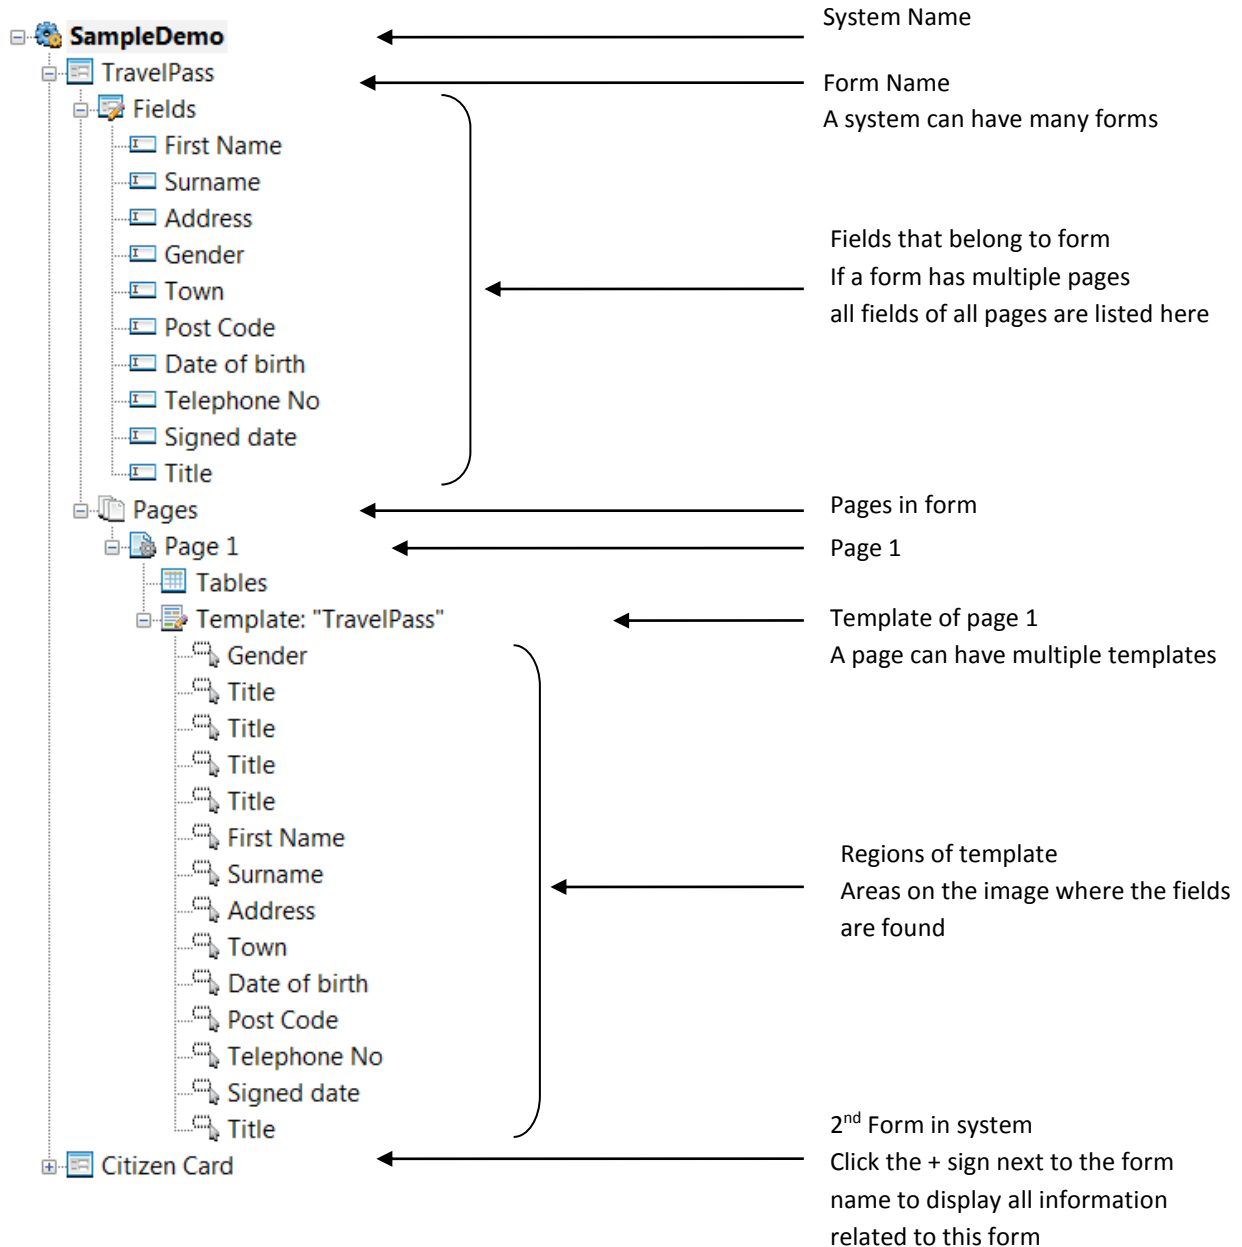 System Name
SampleDemo
TravelPass
Form Name
Fields
A system can have many forms
First Name
Surname
Address
Fields that belong to form
Gender
If a form has multiple pages
Town
all fields of all pages are listed here
Post Code
Date of birth
Telephone No
Signed date
Title
Pages
Pages in form
Page 1
Page 1
Tables
Template: "TravelPass"
Template of page 1
Gender
A page can have multiple templates
Title
Title
Title
Title
First Name
Regions of template
Surname
Areas on the image where the fields
Address
are found
Town
Date of birth
Post Code
Telephone No
Signed date
Title
2nd Form in system
Citizen Card
Click the + sign next to the form
name to display all information
related to this form